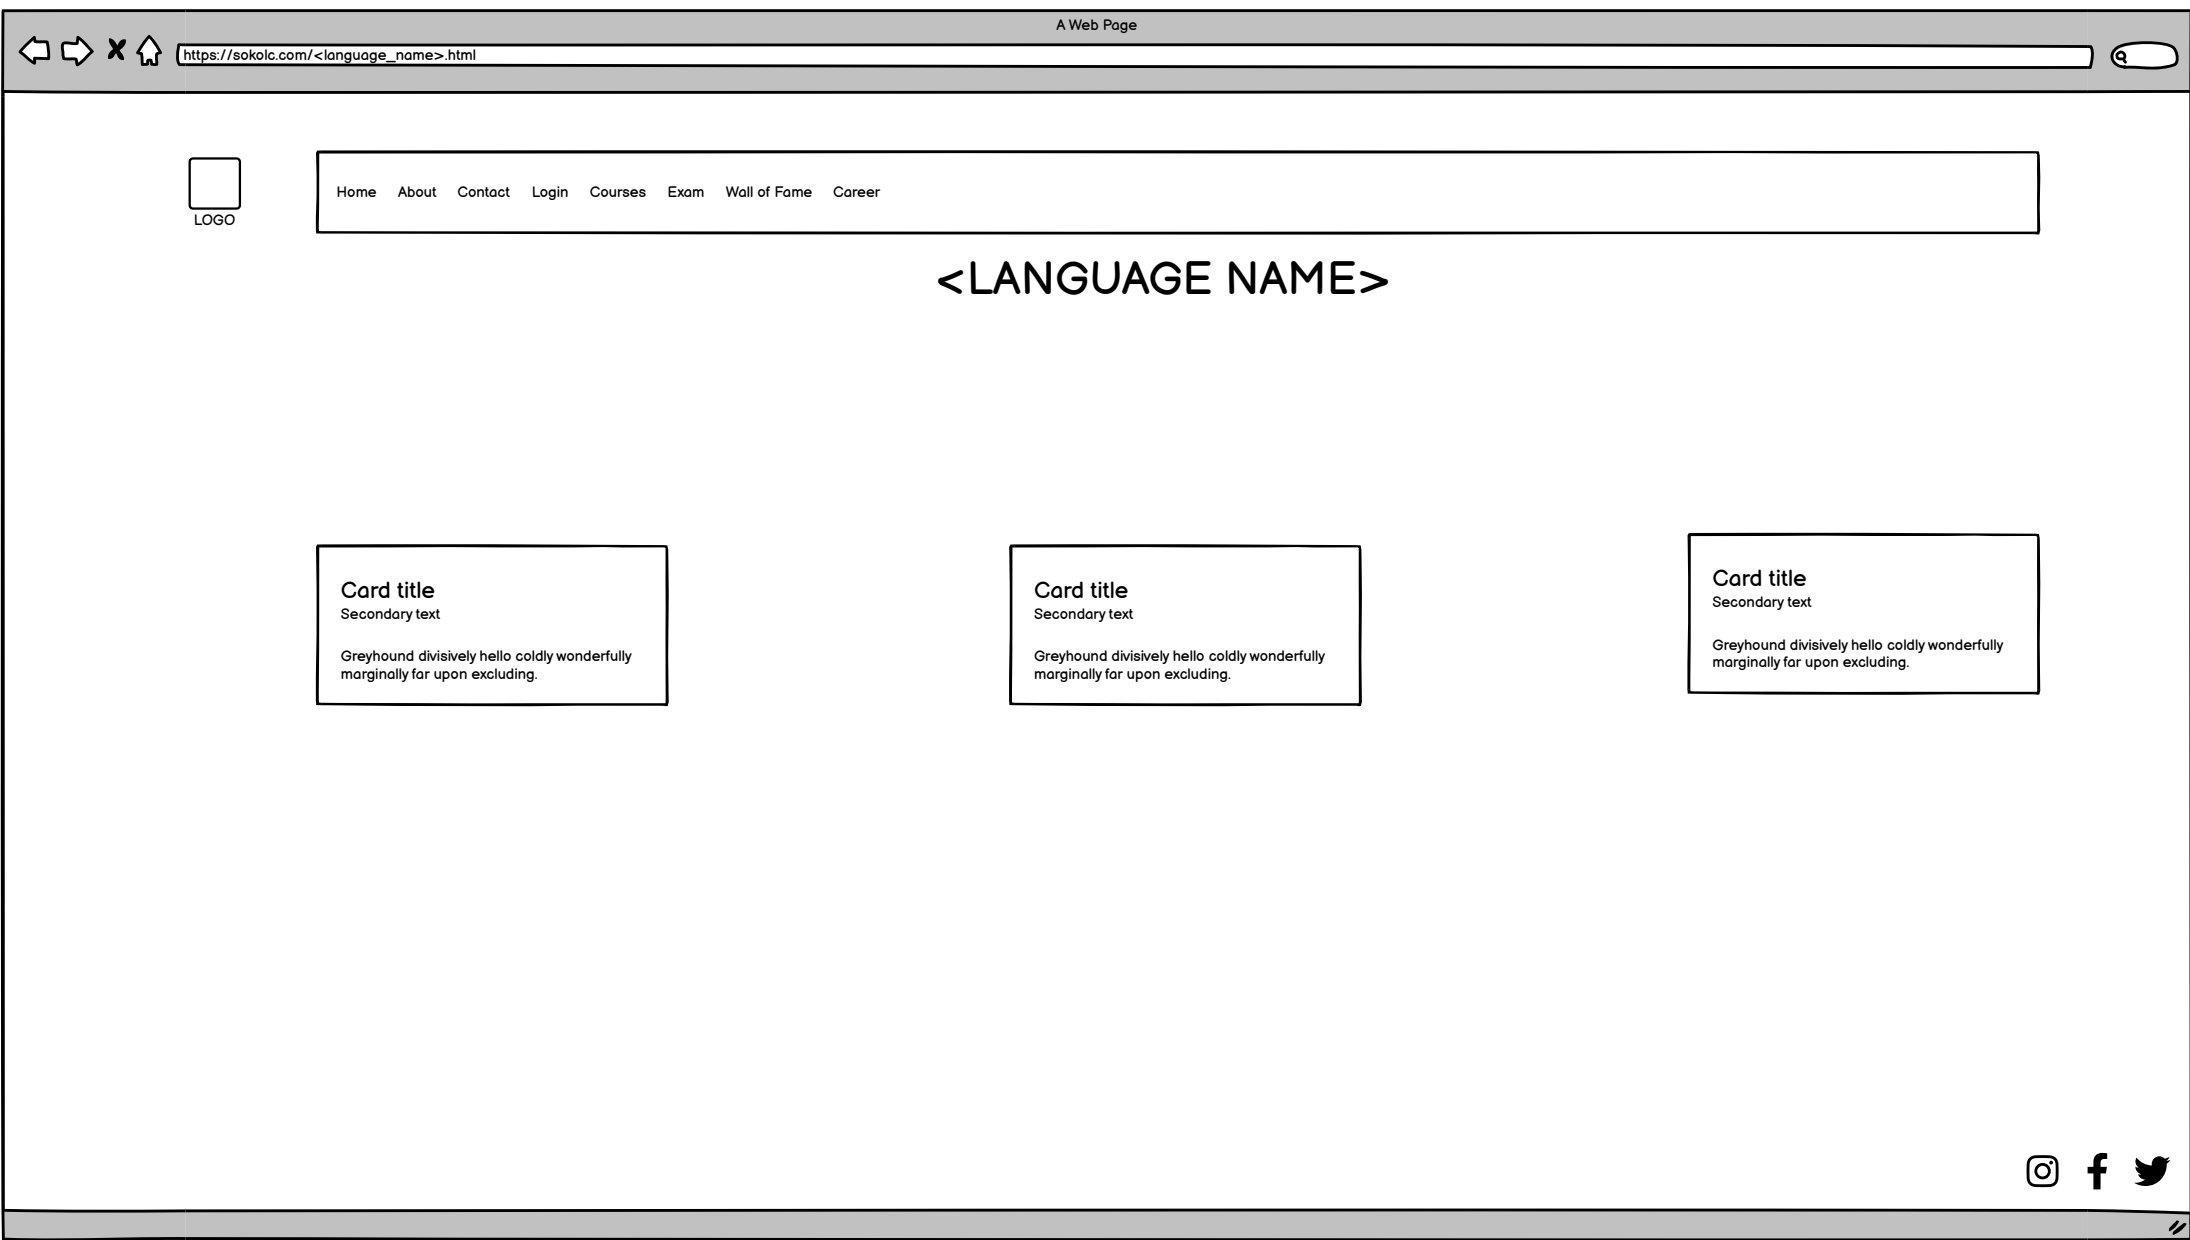 A Web Page
https://sokolc.com/<language_name>.html
LOGO
Home About Contact Login Courses Exam Wall of Fame Career
<LANGUAGE NAME>
Card title
Secondary text
Greyhound divisively hello coldly wonderfully
marginally far upon excluding.
Card title
Secondary text
Greyhound divisively hello coldly wonderfully
marginally far upon excluding.
Card title
Secondary text
Greyhound divisively hello coldly wonderfully
marginally far upon excluding.